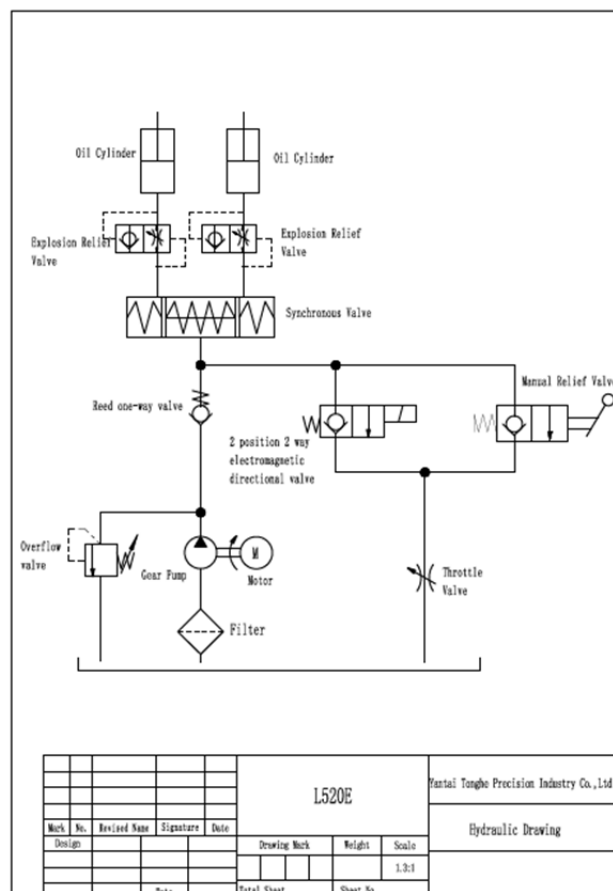 Oil Cylinder
Oil Cylinder
Explosion Relief
Valve
Explosion Relief
Valve
Synchronous Valve
Manual Relief Valve
Reed one-way valve
2 position 2 way
electromagnetic
directional valve
Overflow
valve
Gear Pump
M
Motor
Throttle
Valve
Filter
L520E
Yantai Tonghe Precision Industry Co.,Ltd
Mark No. Revised Name Signature Date
Hydraulic Drawing
Design
Drawing Mark Weight Scale
1.3:1
Date
Total Sheet Sheet No